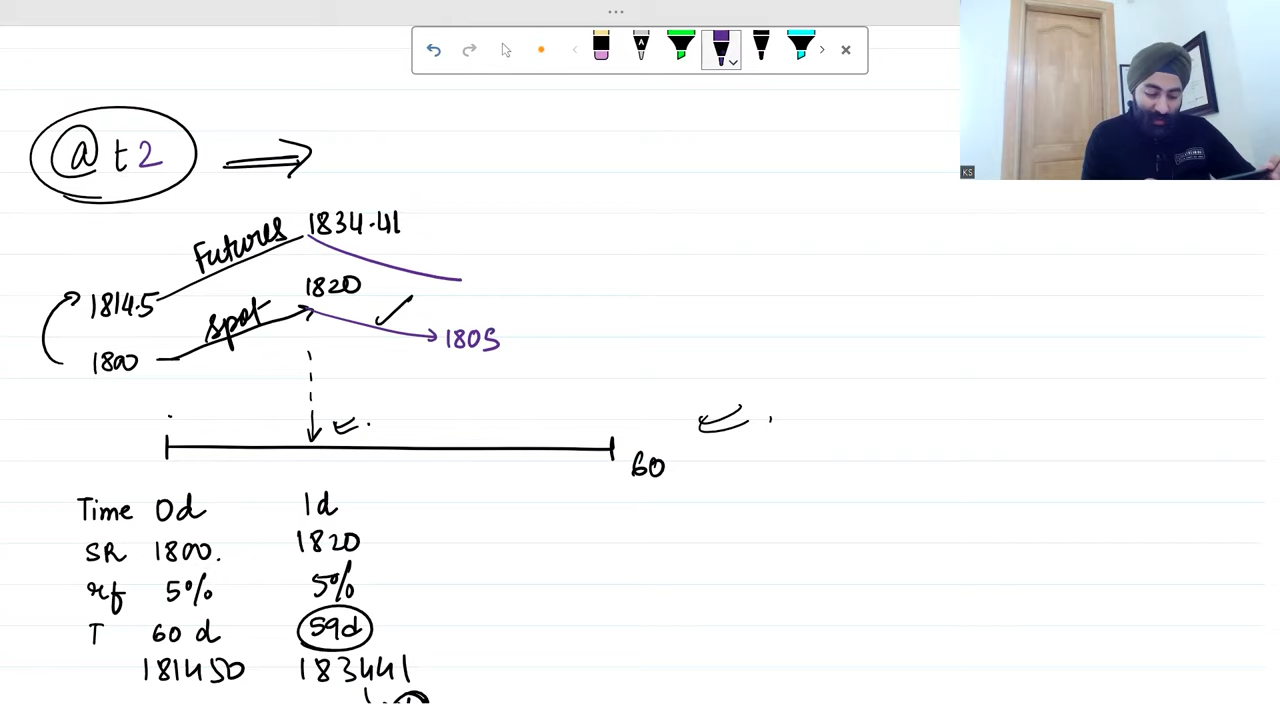 @ t2
Futures 1834.41
1814.5
spot 1820
1800
1805
60
Time 0d 1d
SR 1800. 1820
rf 5% 5%
T 60 d 59d
181450 183441
KS